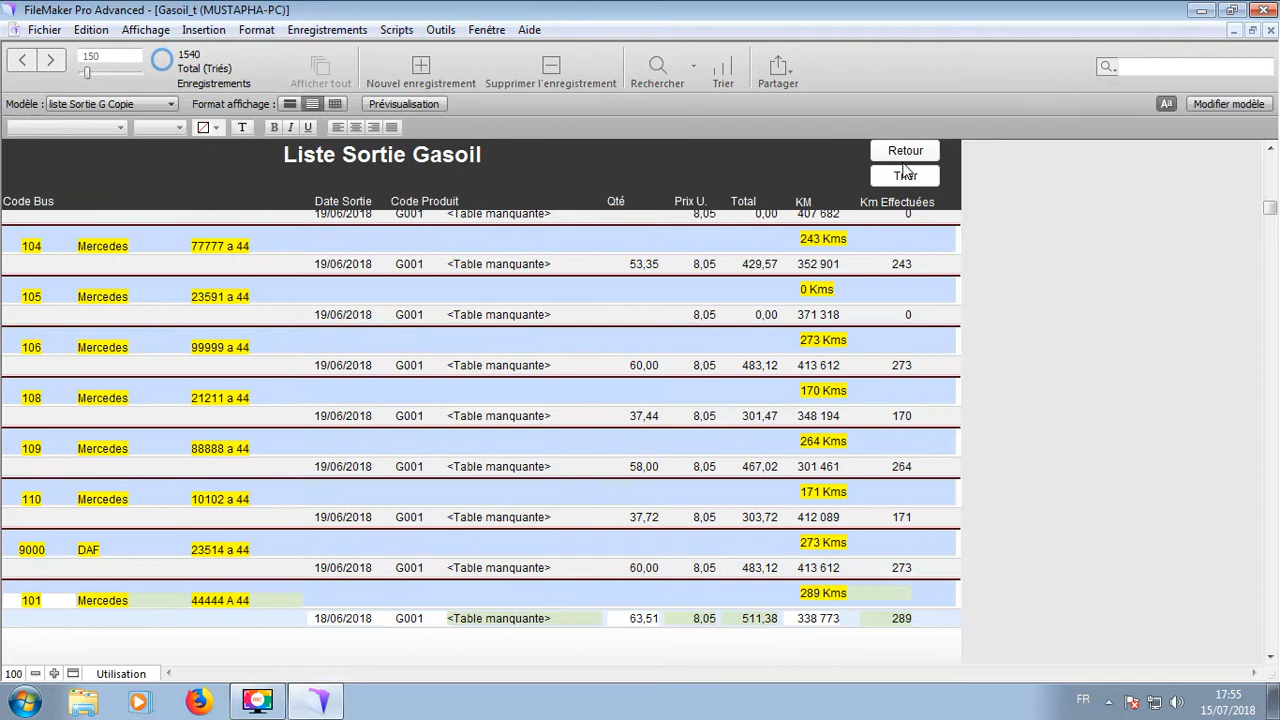 FileMaker Pro Advanced - [Gasoil_t (MUSTAPHA-PC)]
Fichier Edition Affichage Insertion Format Enregistrements Scripts Outils Fenêtre Aide
150
1540
Total (Triés)
Enregistrements
Afficher tout
Nouvel enregistrement
Supprimer l'enregistrement
Rechercher
Trier
Partager
Modèle : liste Sortie G Copie Format affichage : Prévisualisation Aa Modifier modèle
T B I U
Liste Sortie Gasoil
Retour
Trier
Code Bus Date Sortie Code Produit Qté Prix U. Total KM Km Effectuées
19/06/2018 G001 <Table manquante> 8,05 0,00 407 682 0
104 Mercedes 77777 a 44 243 Kms
19/06/2018 G001 <Table manquante> 53,35 8,05 429,57 352 901 243
105 Mercedes 23591 a 44 0 Kms
19/06/2018 G001 <Table manquante> 8,05 0,00 371 318 0
106 Mercedes 99999 a 44 273 Kms
19/06/2018 G001 <Table manquante> 60,00 8,05 483,12 413 612 273
108 Mercedes 21211 a 44 170 Kms
19/06/2018 G001 <Table manquante> 37,44 8,05 301,47 348 194 170
109 Mercedes 88888 a 44 264 Kms
19/06/2018 G001 <Table manquante> 58,00 8,05 467,02 301 461 264
110 Mercedes 10102 a 44 171 Kms
19/06/2018 G001 <Table manquante> 37,72 8,05 303,72 412 089 171
9000 DAF 23514 a 44 273 Kms
19/06/2018 G001 <Table manquante> 60,00 8,05 483,12 413 612 273
101 Mercedes 44444 A 44 289 Kms
18/06/2018 G001 <Table manquante> 63,51 8,05 511,38 338 773 289
100 Utilisation
REC
FR
17:55
15/07/2018